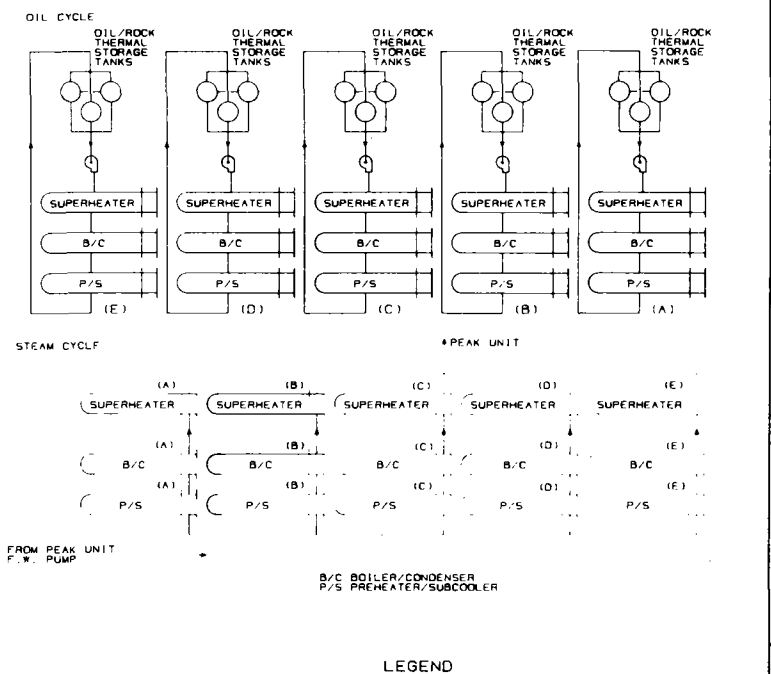 OIL CYCLE
OIL/ROCK
THERMAL
STORAGE
TANKS
OIL/ROCK
THERMAL
STORAGE
TANKS
OIL/ROCK
THERMAL
STORAGE
TANKS
OIL/ROCK
THERMAL
STORAGE
TANKS
OIL/ROCK
THERMAL
STORAGE
TANKS
SUPERHEATER SUPERHEATER SUPERHEATER SUPERHEATER SUPERHEATER
B/C B/C B/C B/C B/C
P/S P/S P/S P/S P/S
(E) (D) (C) (B) (A)
STEAM CYCLE
*PEAK UNIT
(A) (B) (C) (D) (E)
SUPERHEATER SUPERHEATER SUPERHEATER SUPERHEATER SUPERHEATER
(A) (B) (C) (D) (E)
B/C B/C B/C B/C B/C
(A) (B) (C) (D) (E)
P/S P/S P/S P/S P/S
FROM PEAK UNIT
F.W. PUMP
B/C BOILER/CONDENSER
P/S PREHEATER/SUBCOOLER
LEGEND